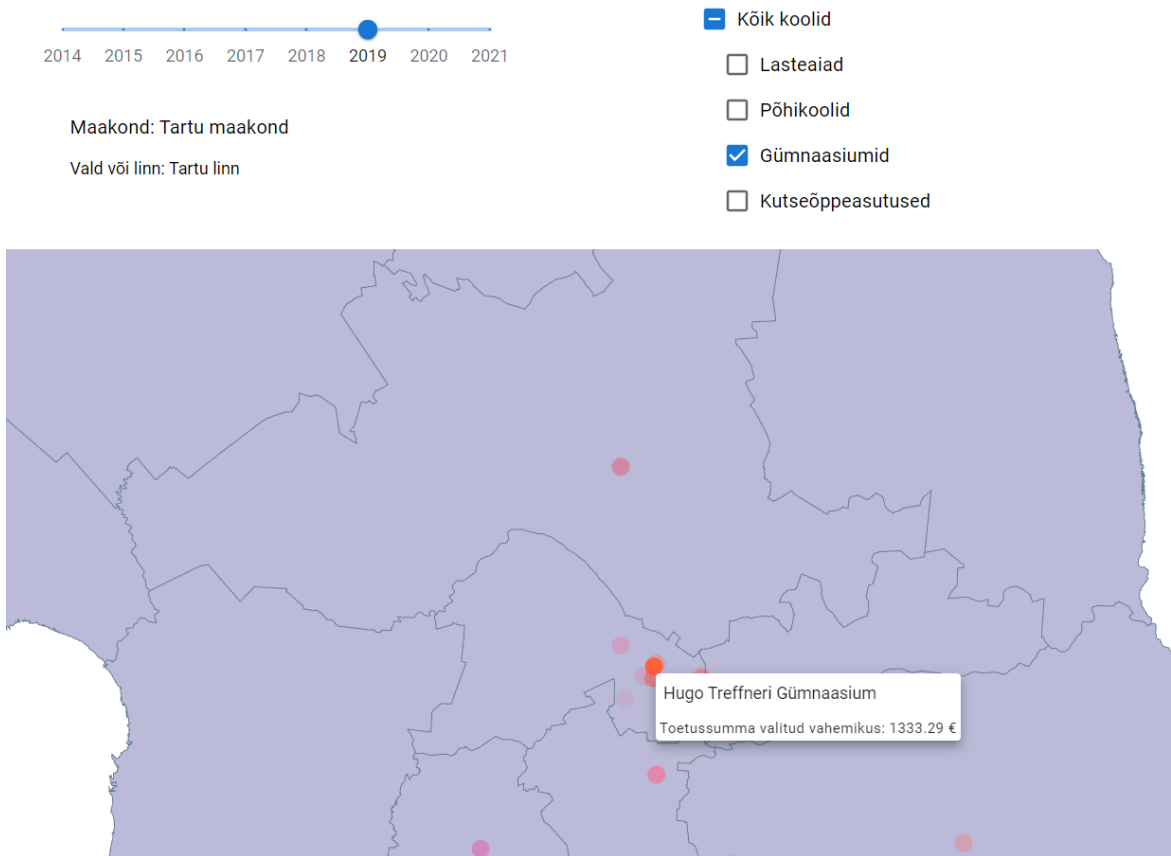 2014 2015 2016 2017 2018 2019 2020 2021
Maakond: Tartu maakond
Vald või linn: Tartu linn
Kõik koolid
Lasteaiad
Põhikoolid
Gümnaasiumid
Kutseõppeasutused
Hugo Treffneri Gümnaasium
Toetussumma valitud vahemikus: 1333.29 €